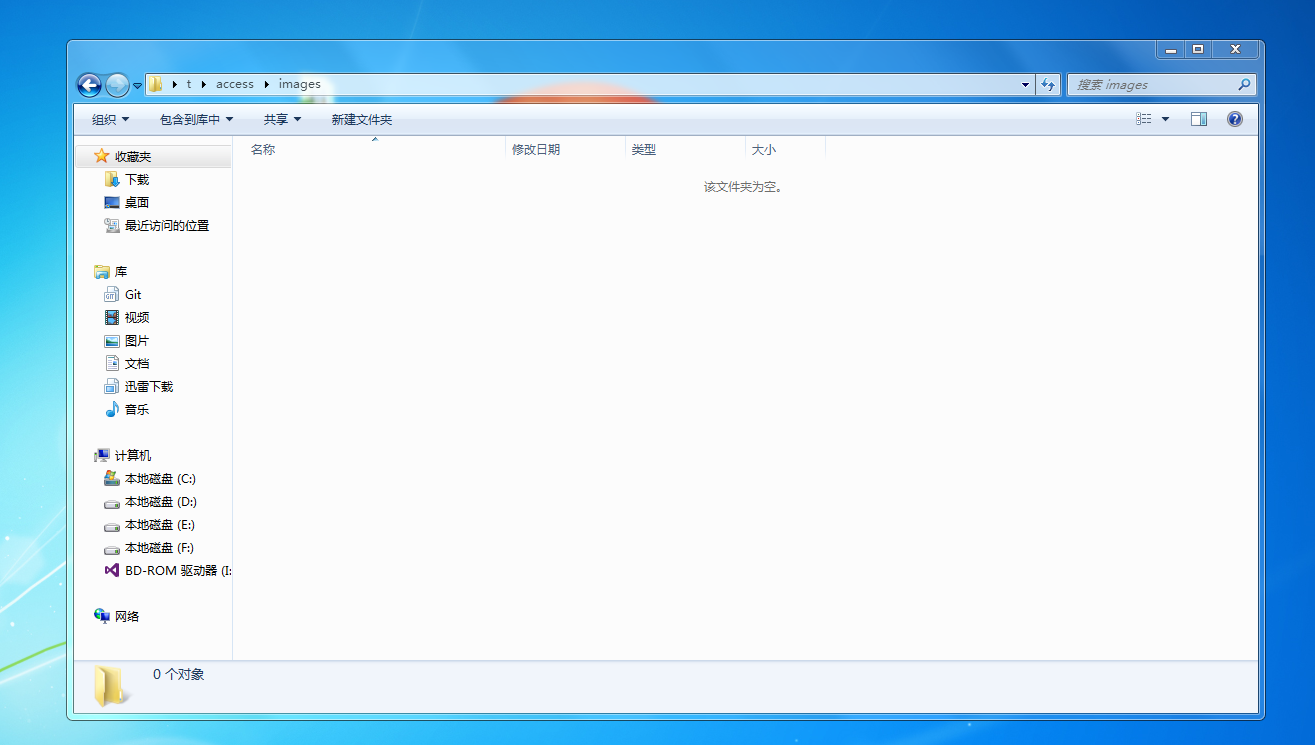 t access images
搜索 images
组织 包含到库中 共享 新建文件夹
名称 修改日期 类型 大小
该文件夹为空。
收藏夹
下载
桌面
最近访问的位置
库
Git
视频
图片
文档
迅雷下载
音乐
计算机
本地磁盘 (C:)
本地磁盘 (D:)
本地磁盘 (E:)
本地磁盘 (F:)
BD-ROM 驱动器 (I:
网络
0 个对象